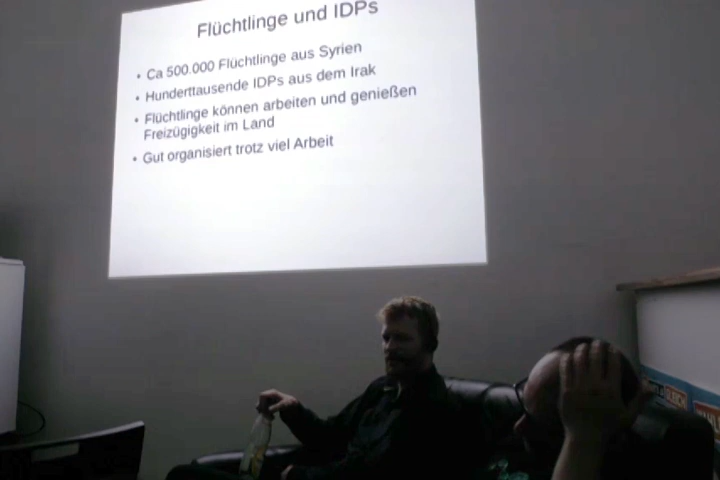 Flüchtlinge und IDPs
• Ca 500.000 Flüchtlinge aus Syrien
• Hunderttausende IDPs aus dem Irak
• Flüchtlinge können arbeiten und genießen
Freizügigkeit im Land
• Gut organisiert trotz viel Arbeit